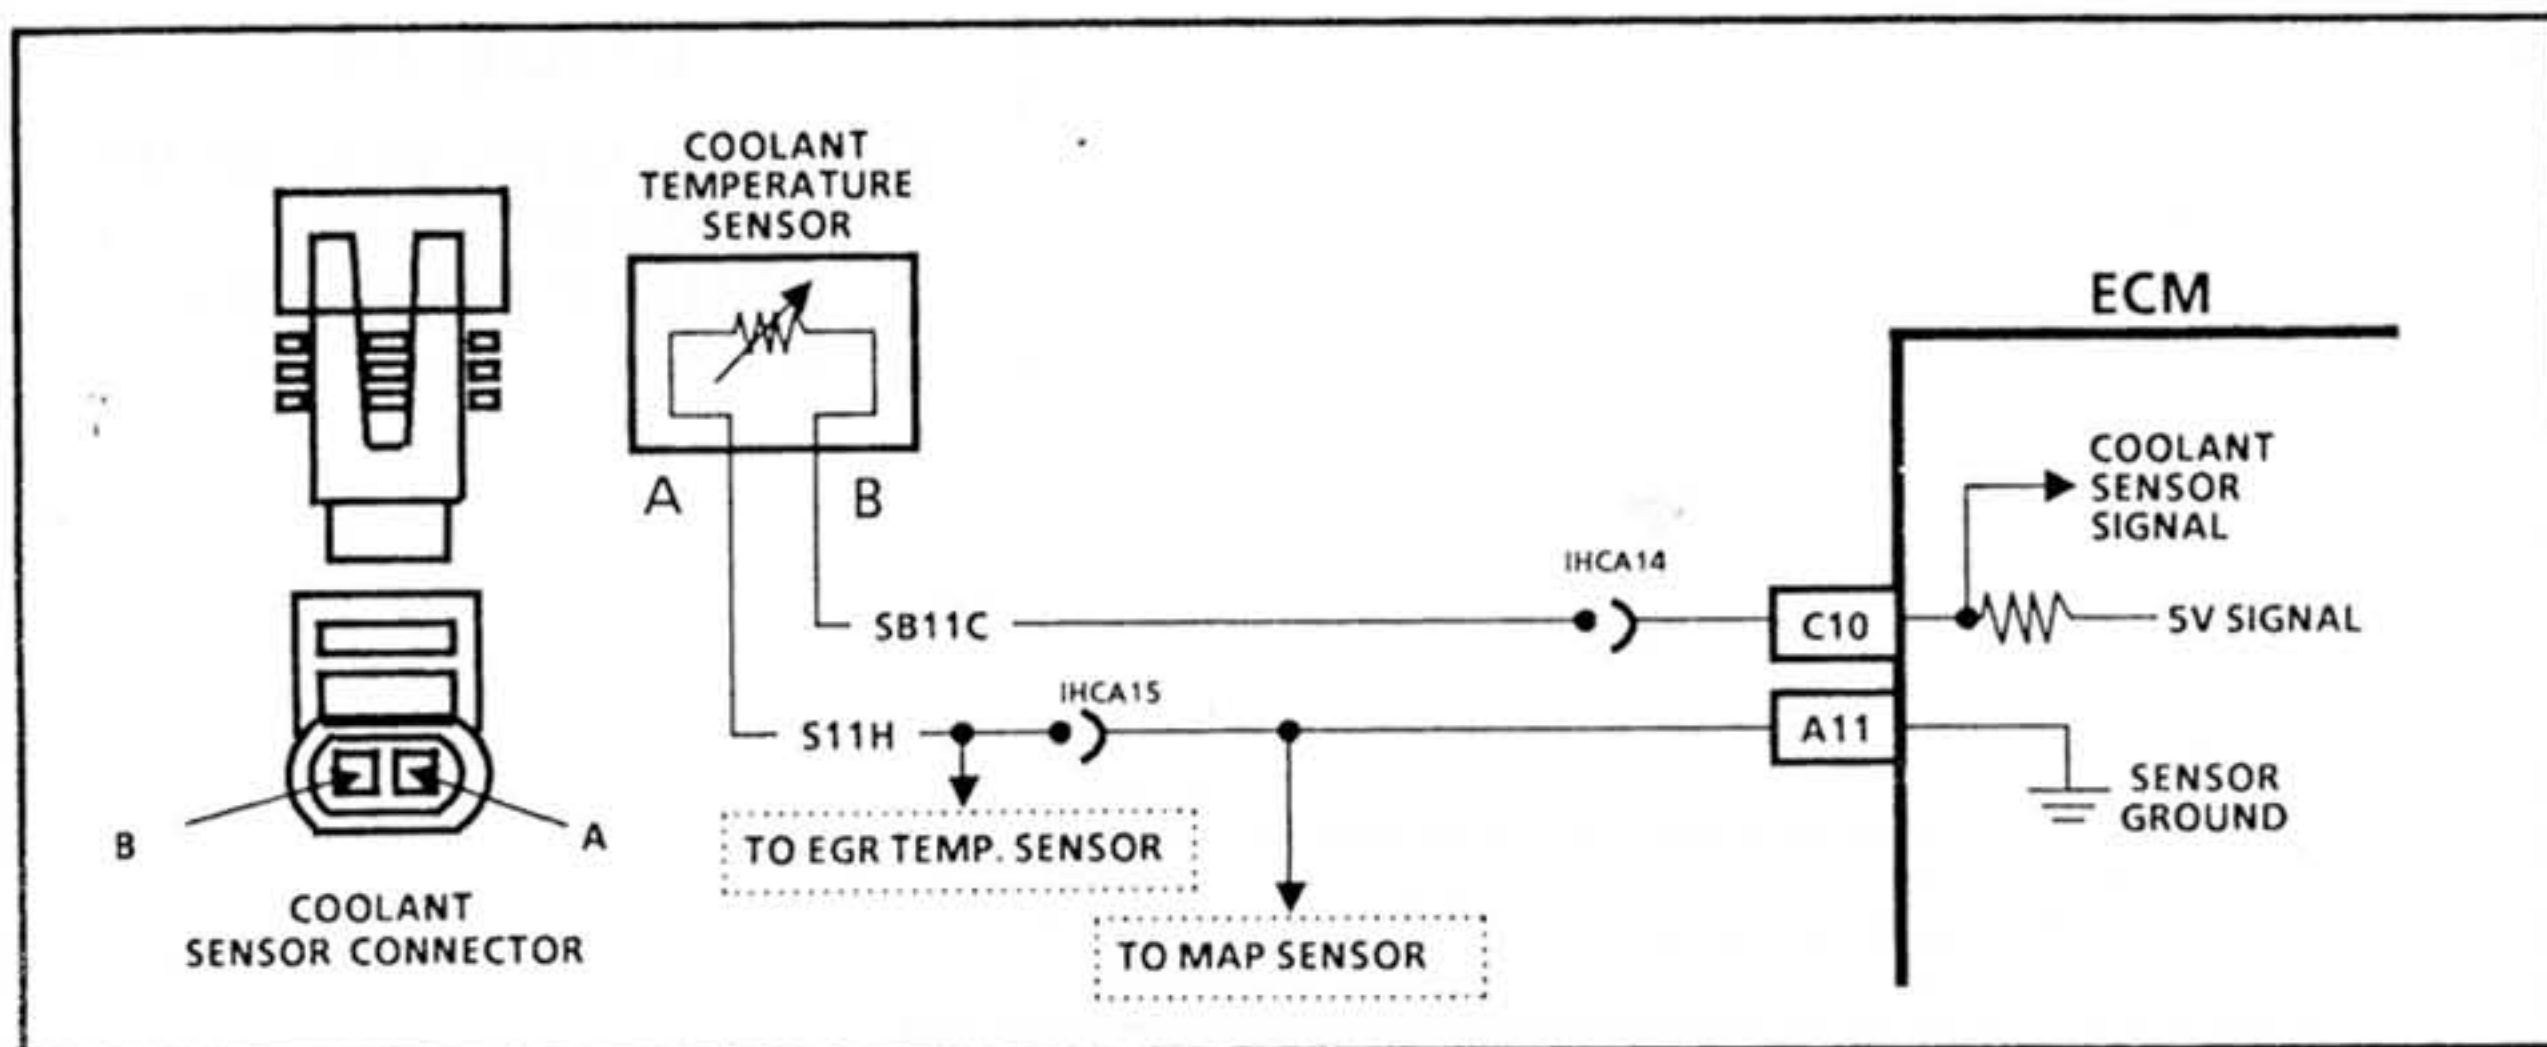 COOLANT
TEMPERATURE
SENSOR
A
B
ECM
COOLANT
SENSOR
SIGNAL
IHCA14
SB11C
C10
5V SIGNAL
IHCA15
S11H
A11
SENSOR
GROUND
TO EGR TEMP. SENSOR
TO MAP SENSOR
B
A
COOLANT
SENSOR CONNECTOR